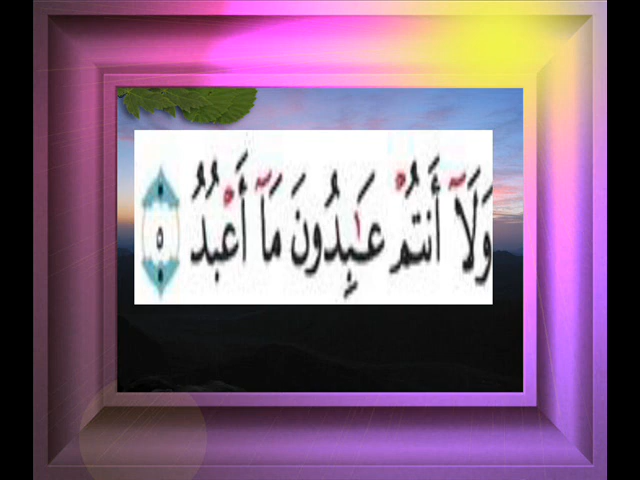 وَلَآ أَنتُمْ عَٰبِدُونَ مَآ أَعْبُدُ ٥